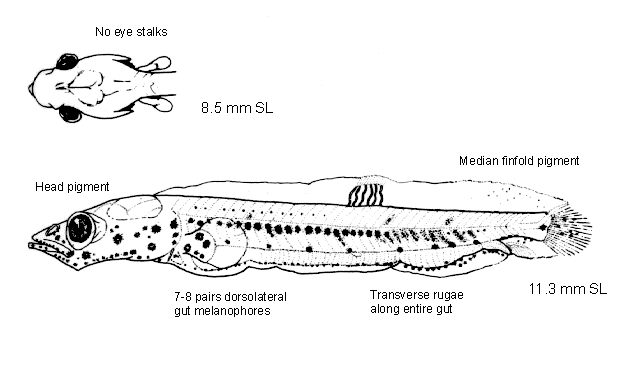 No eye stalks
8.5 mm SL
Median finfold pigment
Head pigment
7-8 pairs dorsolateral
gut melanophores
Transverse rugae
along entire gut
11.3 mm SL